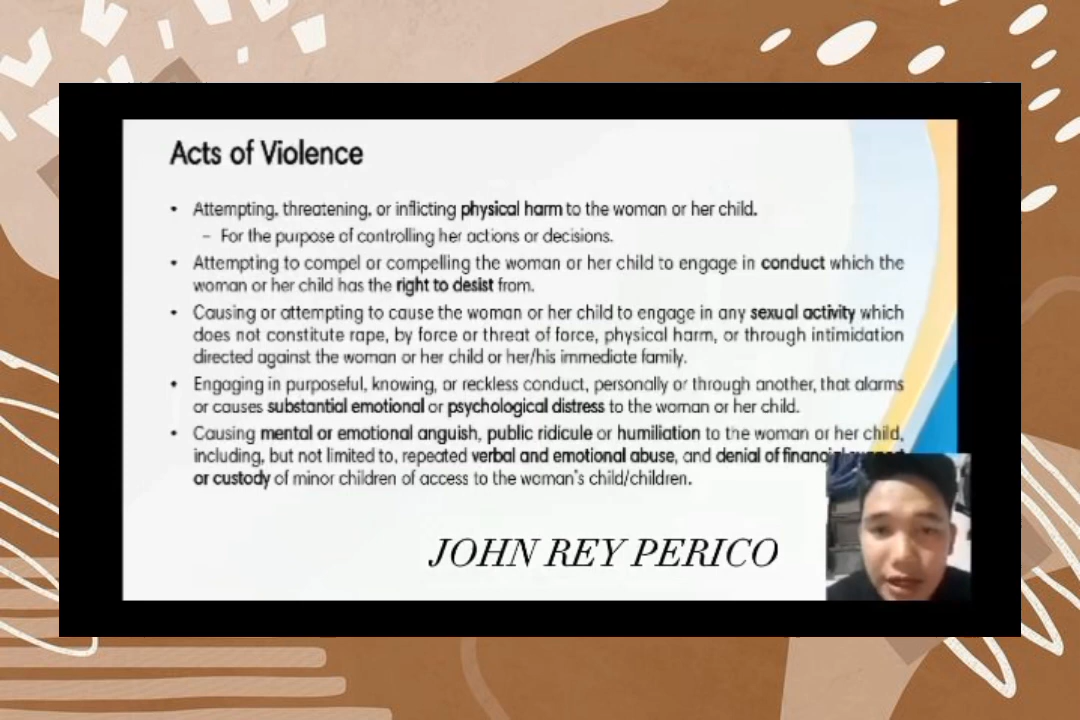 Acts of Violence
• Attempting, threatening, or inflicting physical harm to the woman or her child.
– For the purpose of controlling her actions or decisions.
• Attempting to compel or compelling the woman or her child to engage in conduct which the
woman or her child has the right to desist from.
• Causing or attempting to cause the woman or her child to engage in any sexual activity which
does not constitute rape, by force or threat of force, physical harm, or through intimidation
directed against the woman or her child or her/his immediate family.
• Engaging in purposeful, knowing, or reckless conduct, personally or through another, that alarms
or causes substantial emotional or psychological distress to the woman or her child.
• Causing mental or emotional anguish, public ridicule or humiliation to the woman or her child,
including, but not limited to, repeated verbal and emotional abuse, and denial of
or custody of minor children of access to the woman's child/children.
JOHN REY PERICO